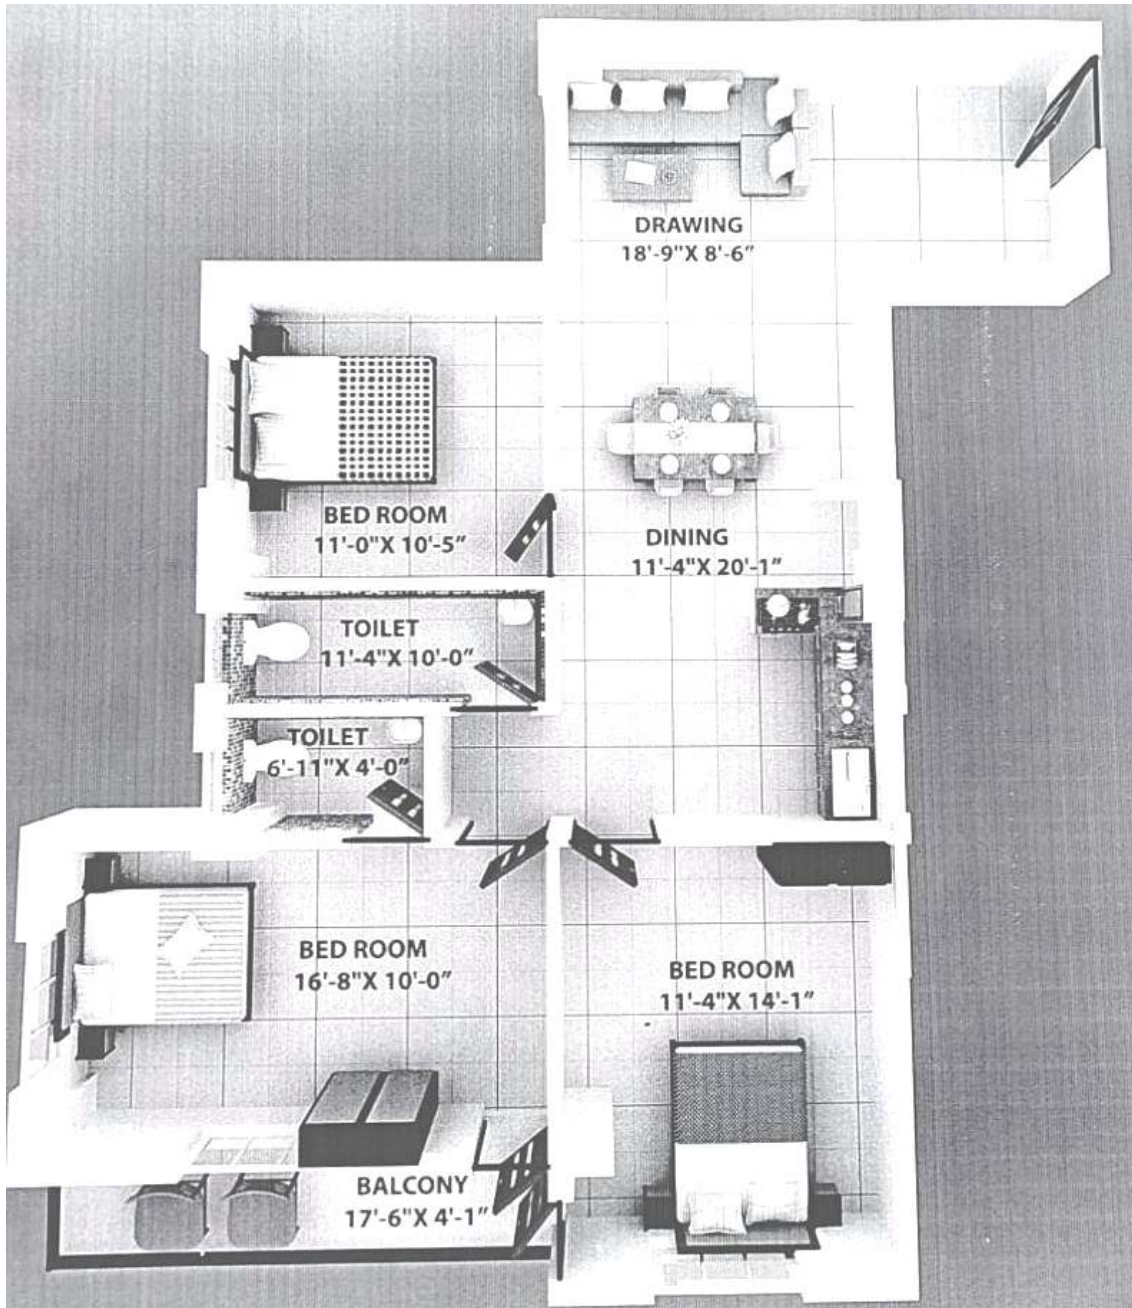 DRAWING
18'-9"X 8'-6”
BED ROOM
11'-0"X 10'-5”
DINING
11'-4"X 20'-1”
TOILET
11'-4"X 10'-0”
TOILET
6'-11"X 4'-0”
BED ROOM
16'-8"X 10'-0”
BED ROOM
11'-4"X 14'-1”
BALCONY
17'-6"X 4'-1”